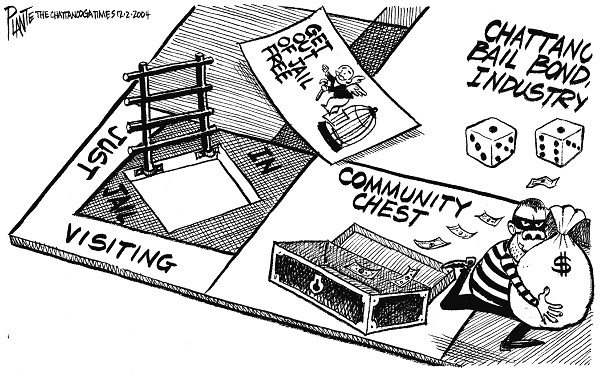 PLANTE THE CHATTANOOGA TIMES 12-2-2004
GET OUT
OF JAIL
FREE
CHATTANO
BAIL BOND
INDUSTRY
JUST
VISITING
IN
JAIL
COMMUNITY
CHEST
$